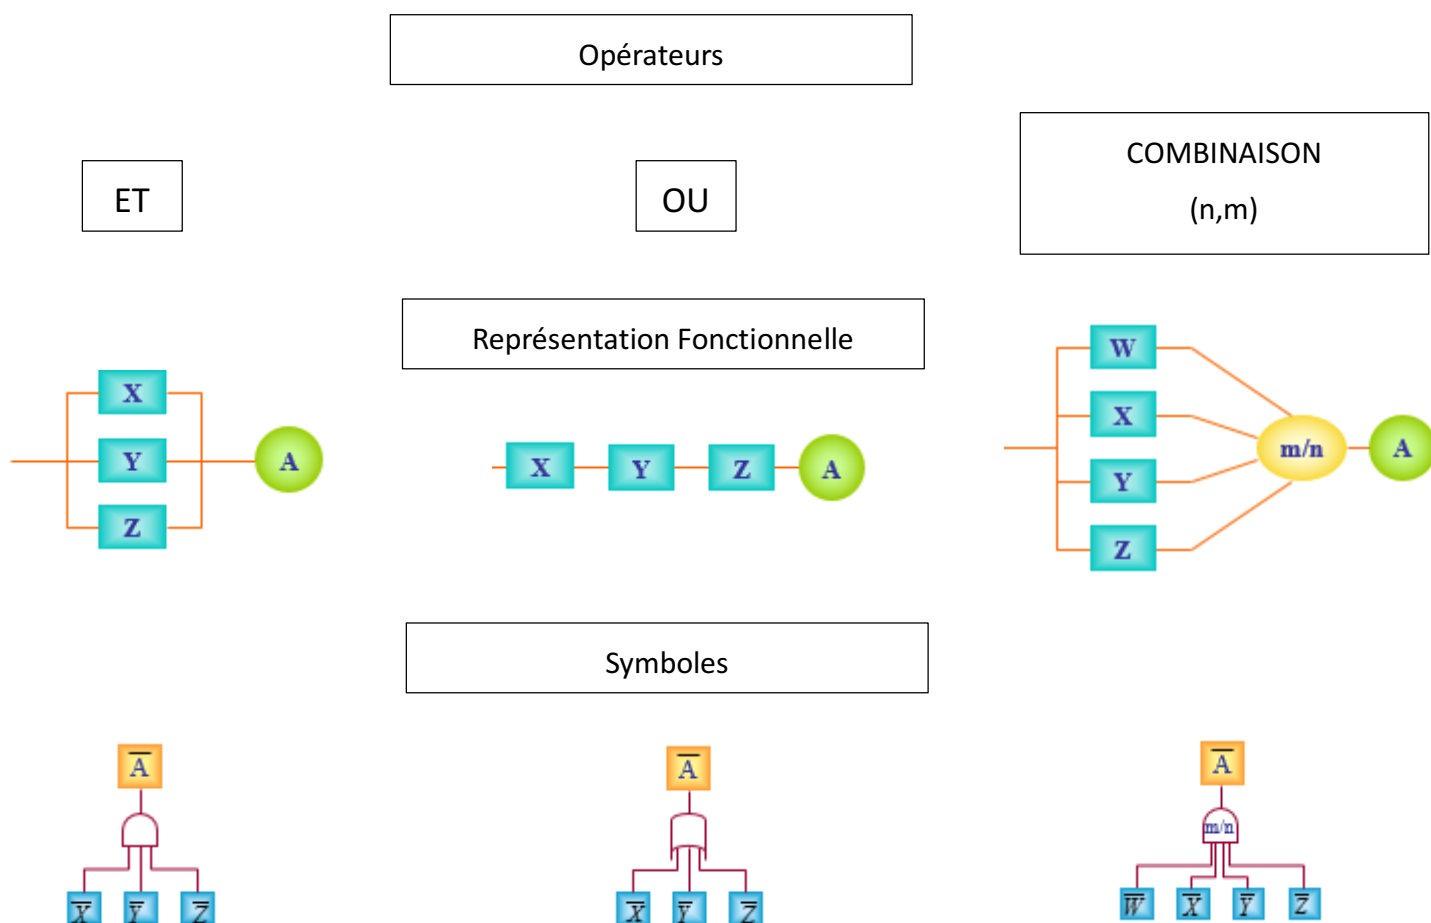 Opérateurs
ET
OU
COMBINAISON
(n,m)
Représentation Fonctionnelle
X
Y
Z
A
X Y Z A
W
X
Y
Z
m/n
A
Symboles
A̅
X̅ Y̅ Z̅
A̅
X̅ Y̅ Z̅
A̅
m/n
W̅ X̅ Y̅ Z̅